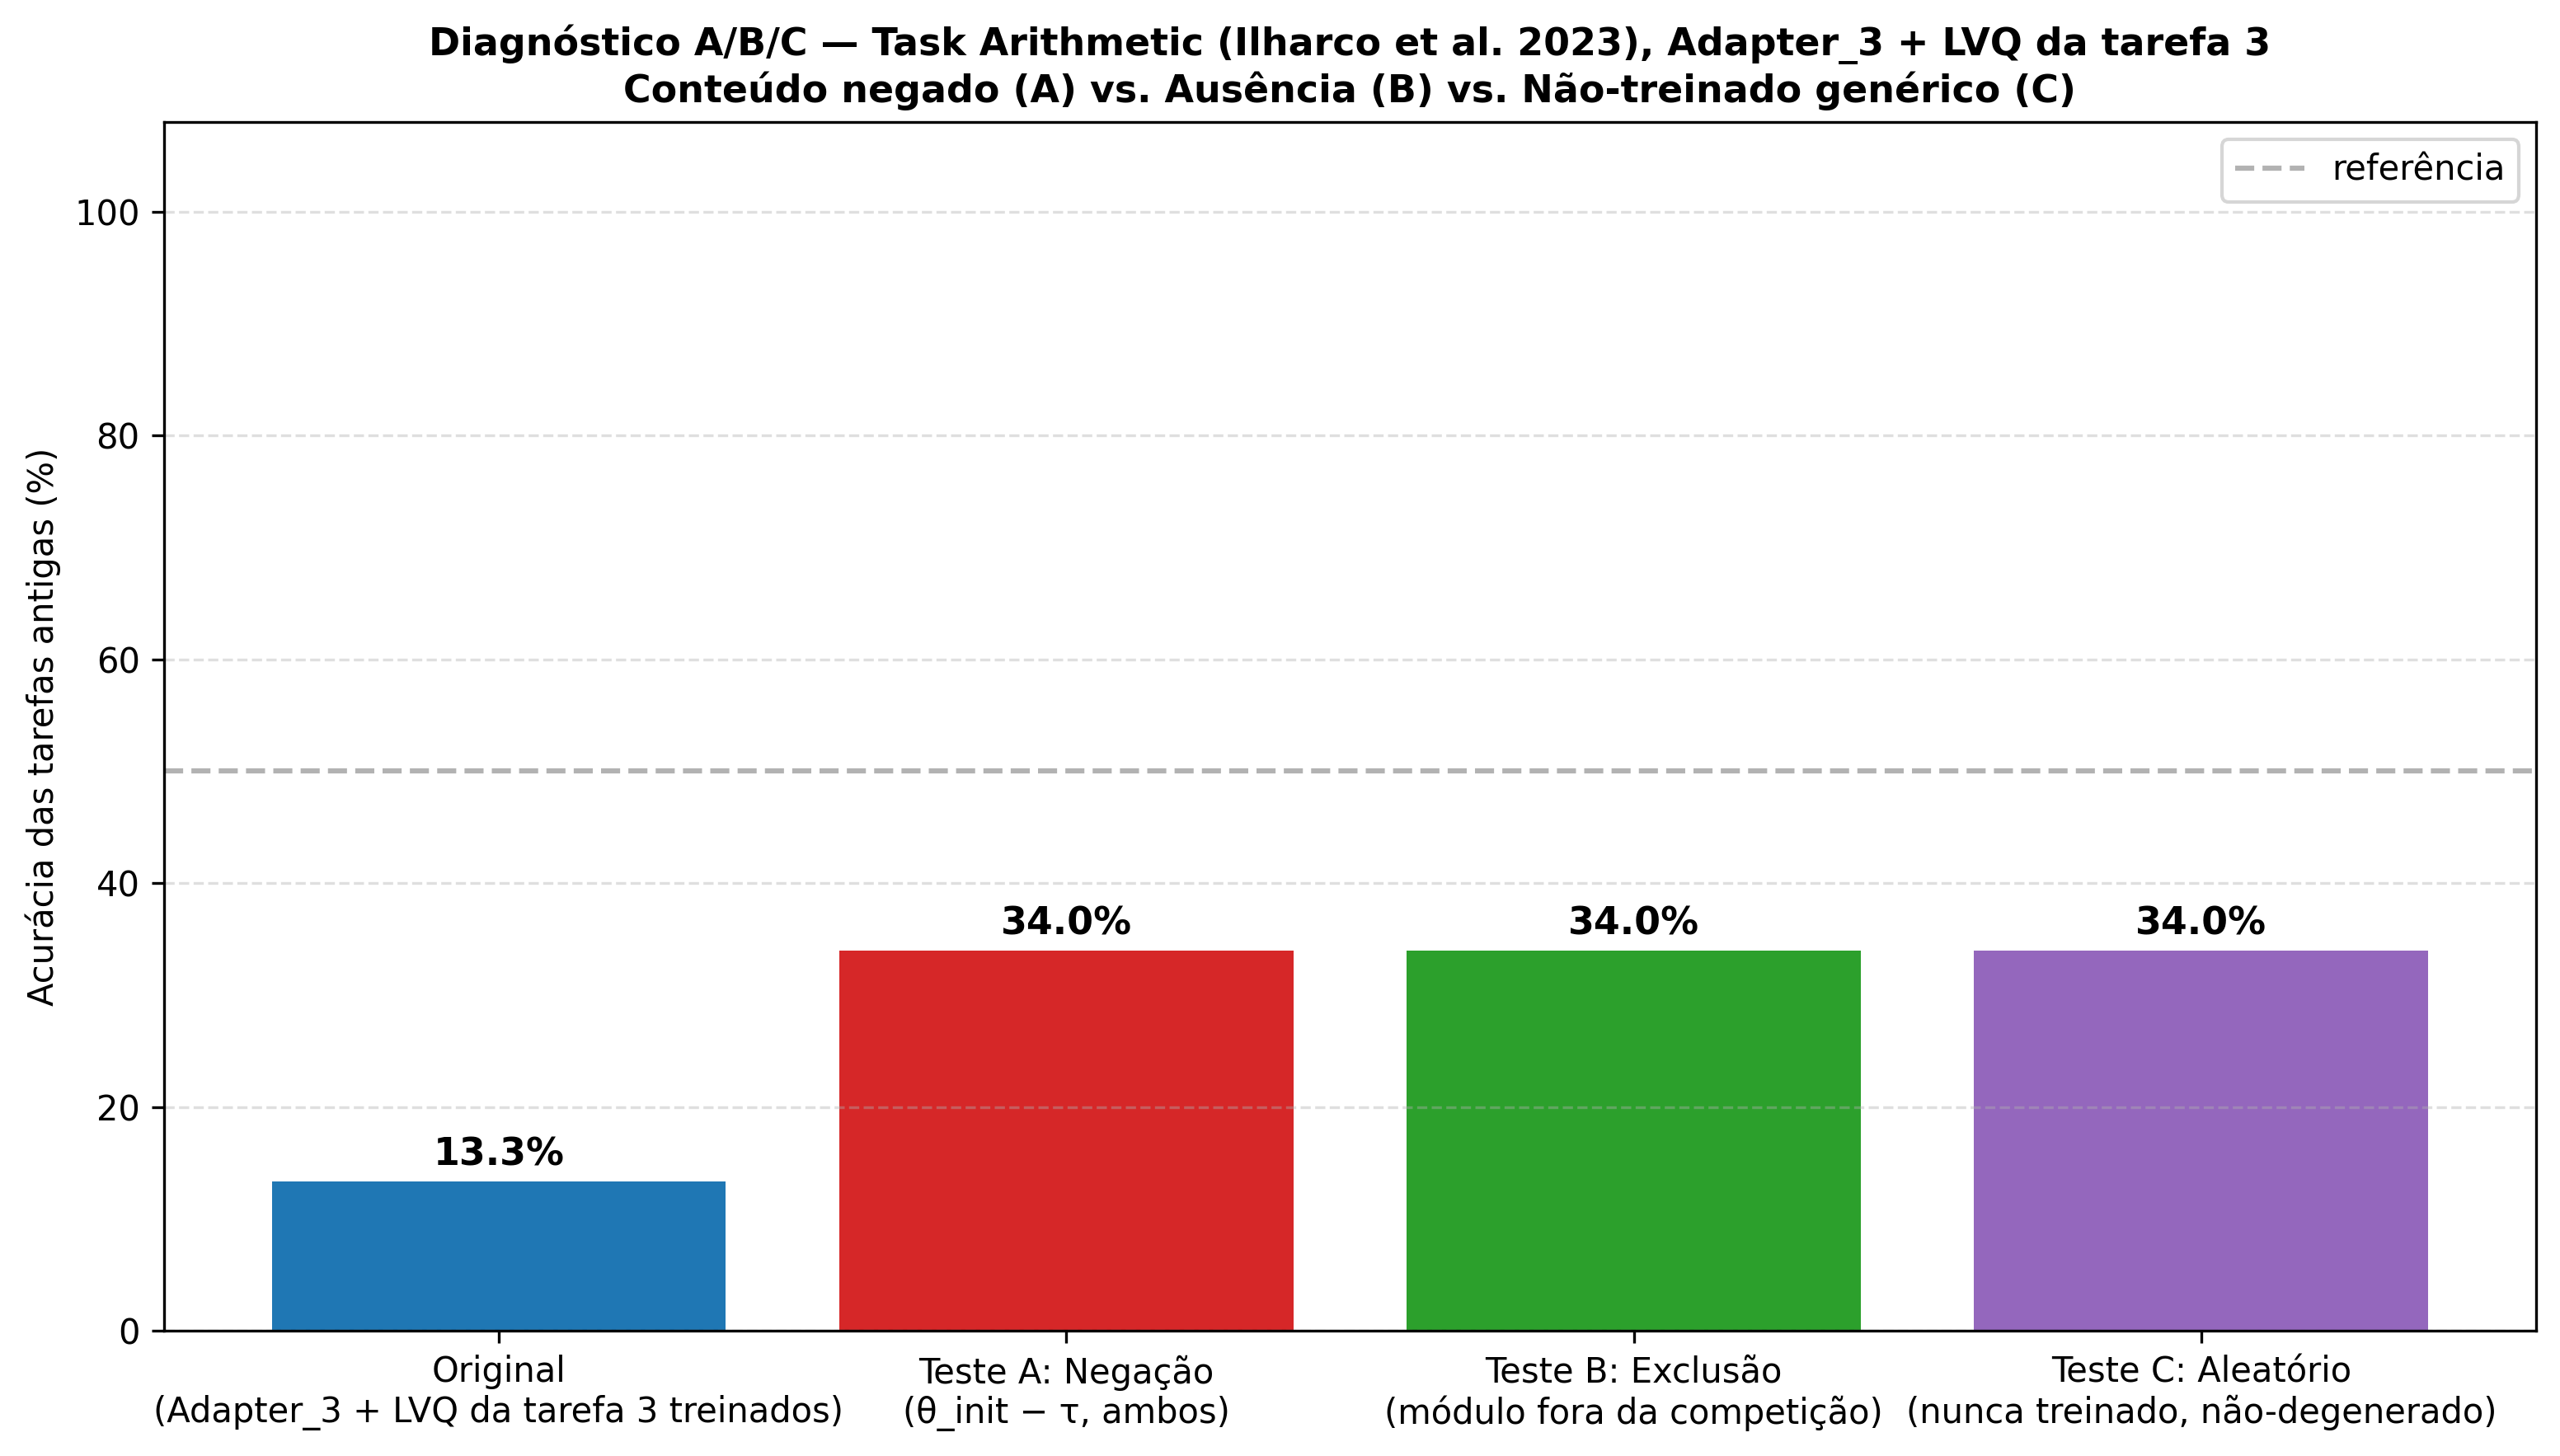 Diagnóstico A/B/C — Task Arithmetic (Ilharco et al. 2023), Adapter_3 + LVQ da tarefa 3
Conteúdo negado (A) vs. Ausência (B) vs. Não-treinado genérico (C)
referência
Acurácia das tarefas antigas (%)
100
80
60
40
20
0
13.3%
34.0%
34.0%
34.0%
Original
(Adapter_3 + LVQ da tarefa 3 treinados)
Teste A: Negação
(θ_init − τ, ambos)
Teste B: Exclusão
(módulo fora da competição)
Teste C: Aleatório
(nunca treinado, não-degenerado)